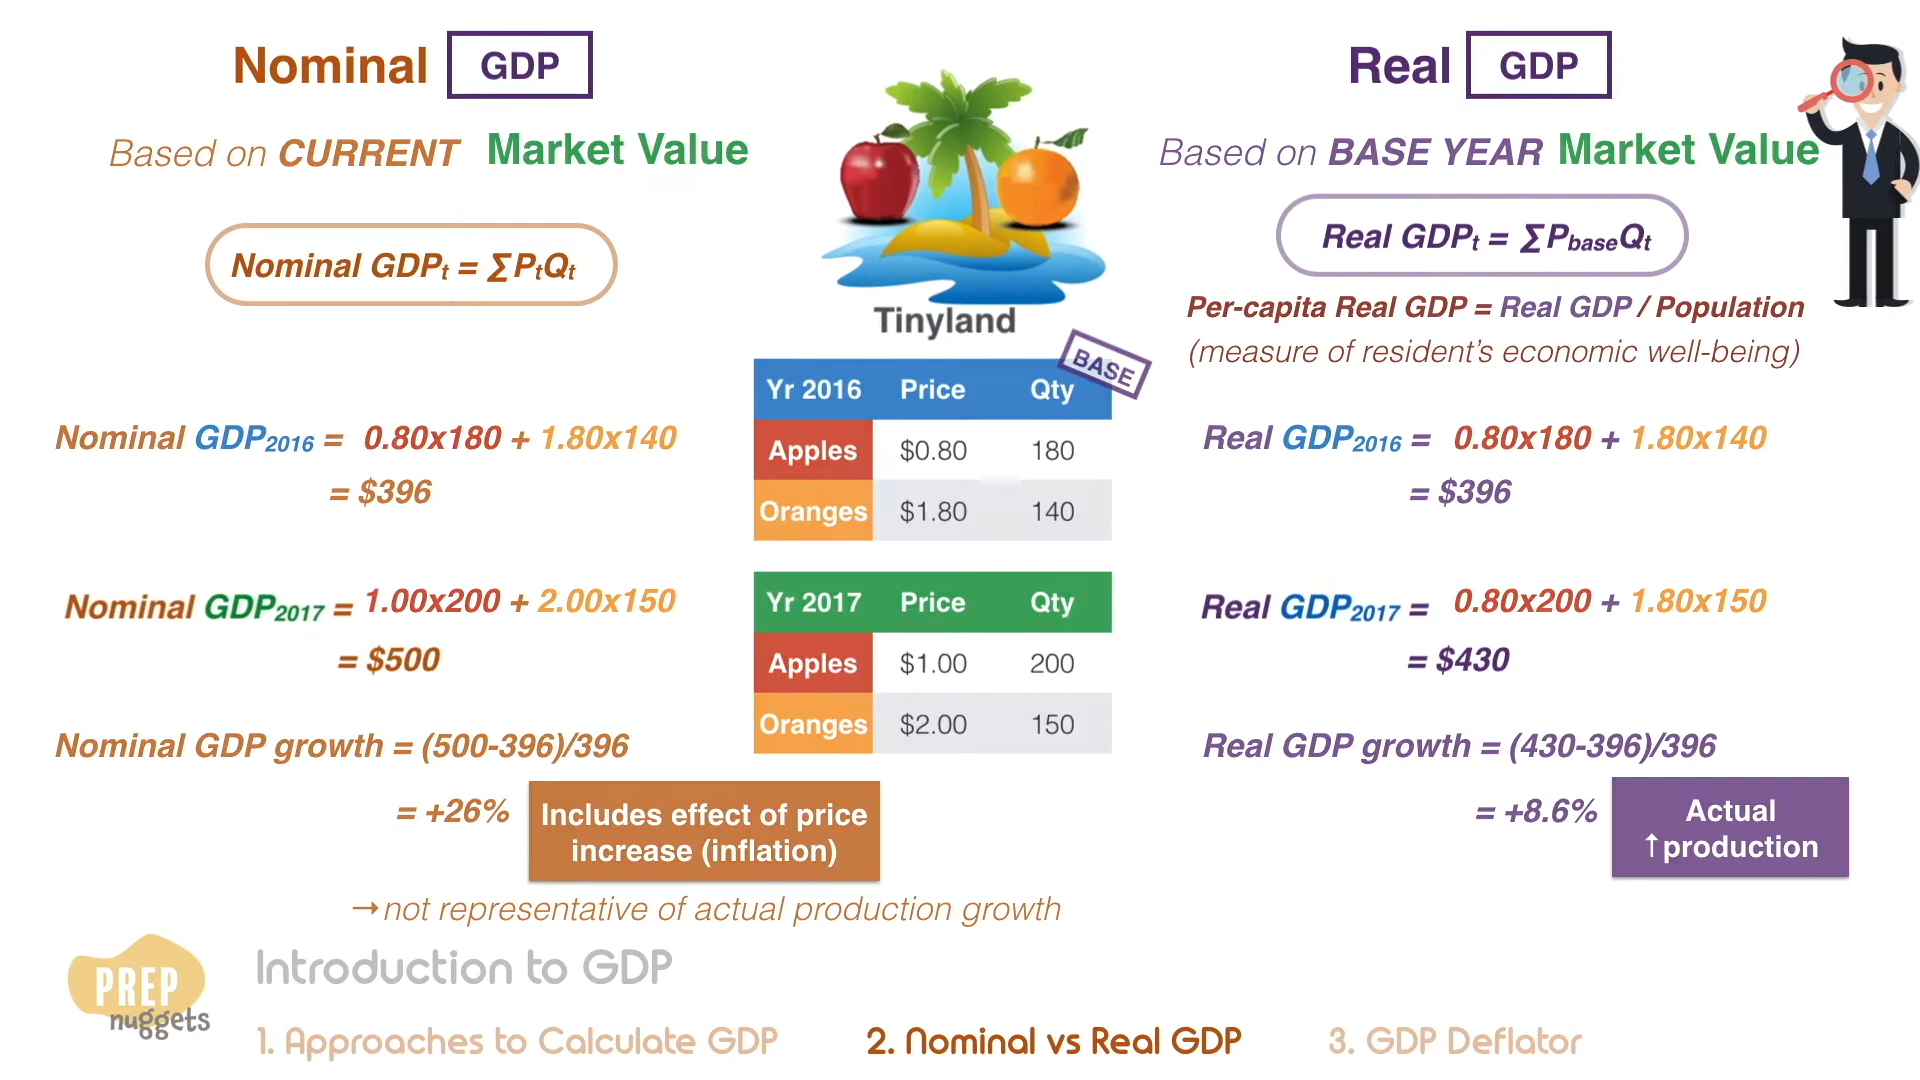 Nominal GDP
Based on CURRENT Market Value
Nominal GDPt = ∑PtQt
Real GDP
Based on BASE YEAR Market Value
Real GDPt = ∑PbaseQt
Per-capita Real GDP = Real GDP / Population
(measure of resident's economic well-being)
Tinyland
BASE
Yr 2016 Price Qty
Apples $0.80 180
Oranges $1.80 140
Yr 2017 Price Qty
Apples $1.00 200
Oranges $2.00 150
Nominal GDP2016 = 0.80x180 + 1.80x140
= $396
Nominal GDP2017 = 1.00x200 + 2.00x150
= $500
Nominal GDP growth = (500-396)/396
= +26%
Includes effect of price
increase (inflation)
→not representative of actual production growth
Real GDP2016 = 0.80x180 + 1.80x140
= $396
Real GDP2017 = 0.80x200 + 1.80x150
= $430
Real GDP growth = (430-396)/396
= +8.6%
Actual
↑production
PREP
nuggets
Introduction to GDP
1. Approaches to Calculate GDP
2. Nominal vs Real GDP
3. GDP Deflator